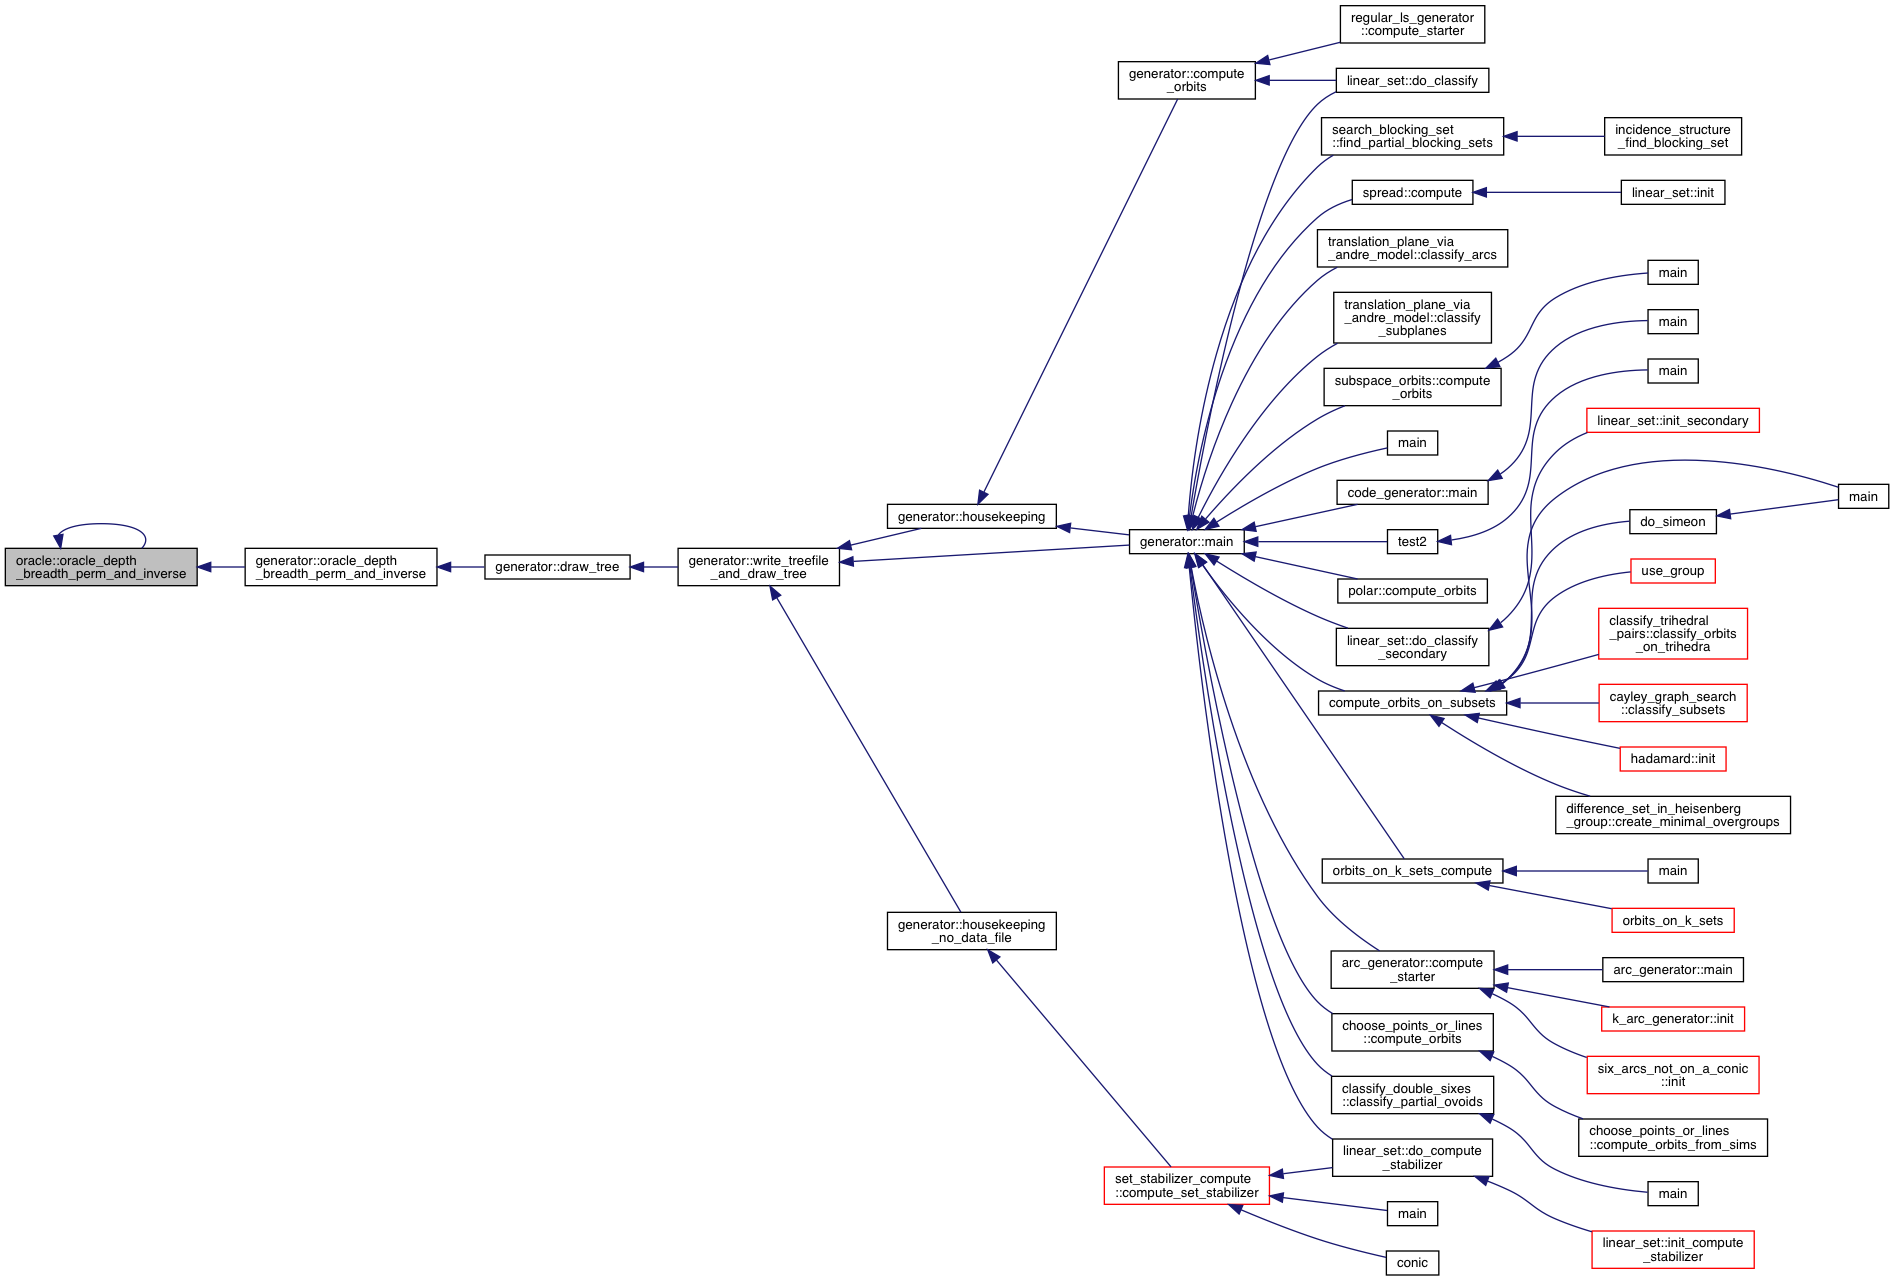 oracle::oracle_depth
_breadth_perm_and_inverse
generator::oracle_depth
_breadth_perm_and_inverse
generator::draw_tree
generator::write_treefile
_and_draw_tree
generator::housekeeping
generator::compute
_orbits
regular_ls_generator
::compute_starter
linear_set::do_classify
generator::main
search_blocking_set
::find_partial_blocking_sets
incidence_structure
_find_blocking_set
spread::compute
linear_set::init
translation_plane_via
_andre_model::classify_arcs
translation_plane_via
_andre_model::classify
_subplanes
subspace_orbits::compute
_orbits
main
main
code_generator::main
main
test2
main
polar::compute_orbits
linear_set::do_classify
_secondary
linear_set::init_secondary
compute_orbits_on_subsets
main
do_simeon
use_group
classify_trihedral
_pairs::classify_orbits
_on_trihedra
cayley_graph_search
::classify_subsets
hadamard::init
difference_set_in_heisenberg
_group::create_minimal_overgroups
orbits_on_k_sets_compute
main
orbits_on_k_sets
arc_generator::compute
_starter
arc_generator::main
k_arc_generator::init
six_arcs_not_on_a_conic
::init
choose_points_or_lines
::compute_orbits
choose_points_or_lines
::compute_orbits_from_sims
classify_double_sixes
::classify_partial_ovoids
main
linear_set::do_compute
_stabilizer
linear_set::init_compute
_stabilizer
generator::housekeeping
_no_data_file
set_stabilizer_compute
::compute_set_stabilizer
main
conic